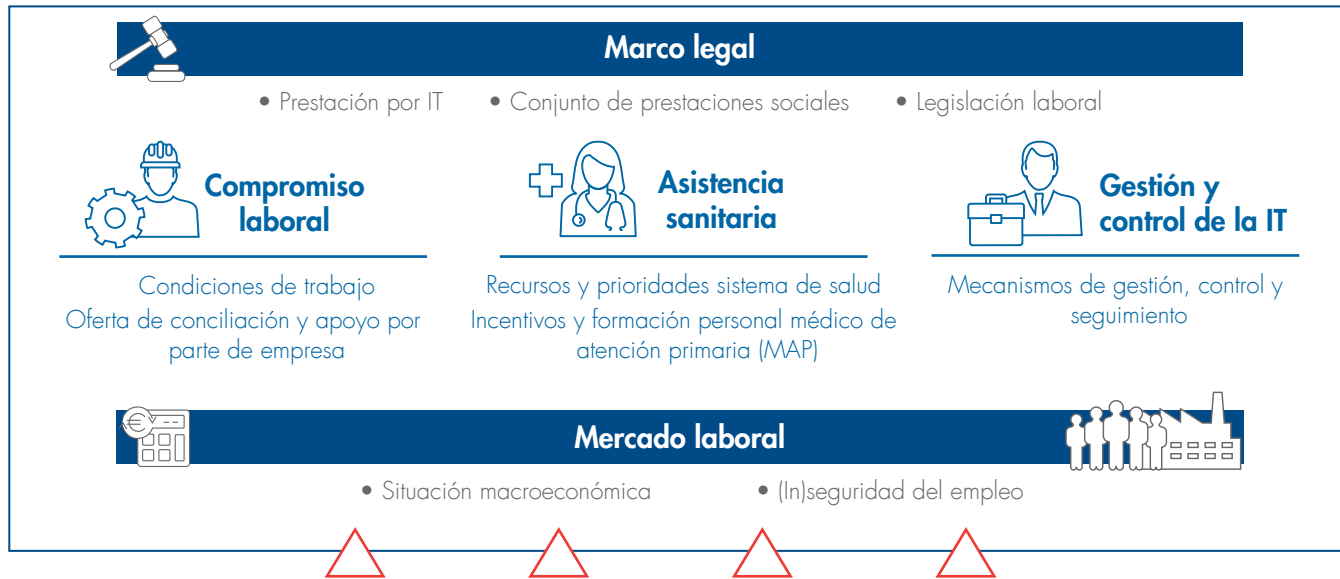 Marco legal
• Prestación por IT • Conjunto de prestaciones sociales • Legislación laboral
Compromiso
laboral
Asistencia
sanitaria
Gestión y
control de la IT
Condiciones de trabajo
Oferta de conciliación y apoyo por
parte de empresa
Recursos y prioridades sistema de salud
Incentivos y formación personal médico de
atención primaria (MAP)
Mecanismos de gestión, control y
seguimiento
€
Mercado laboral
• Situación macroeconómica • (In)seguridad del empleo